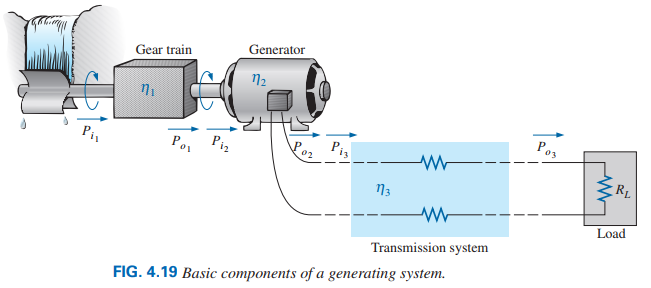 Gear train
Generator
η1
η2
Pi1
Po1
Pi2
Po2
Pi3
Po3
η3
RL
Load
Transmission system
FIG. 4.19 Basic components of a generating system.